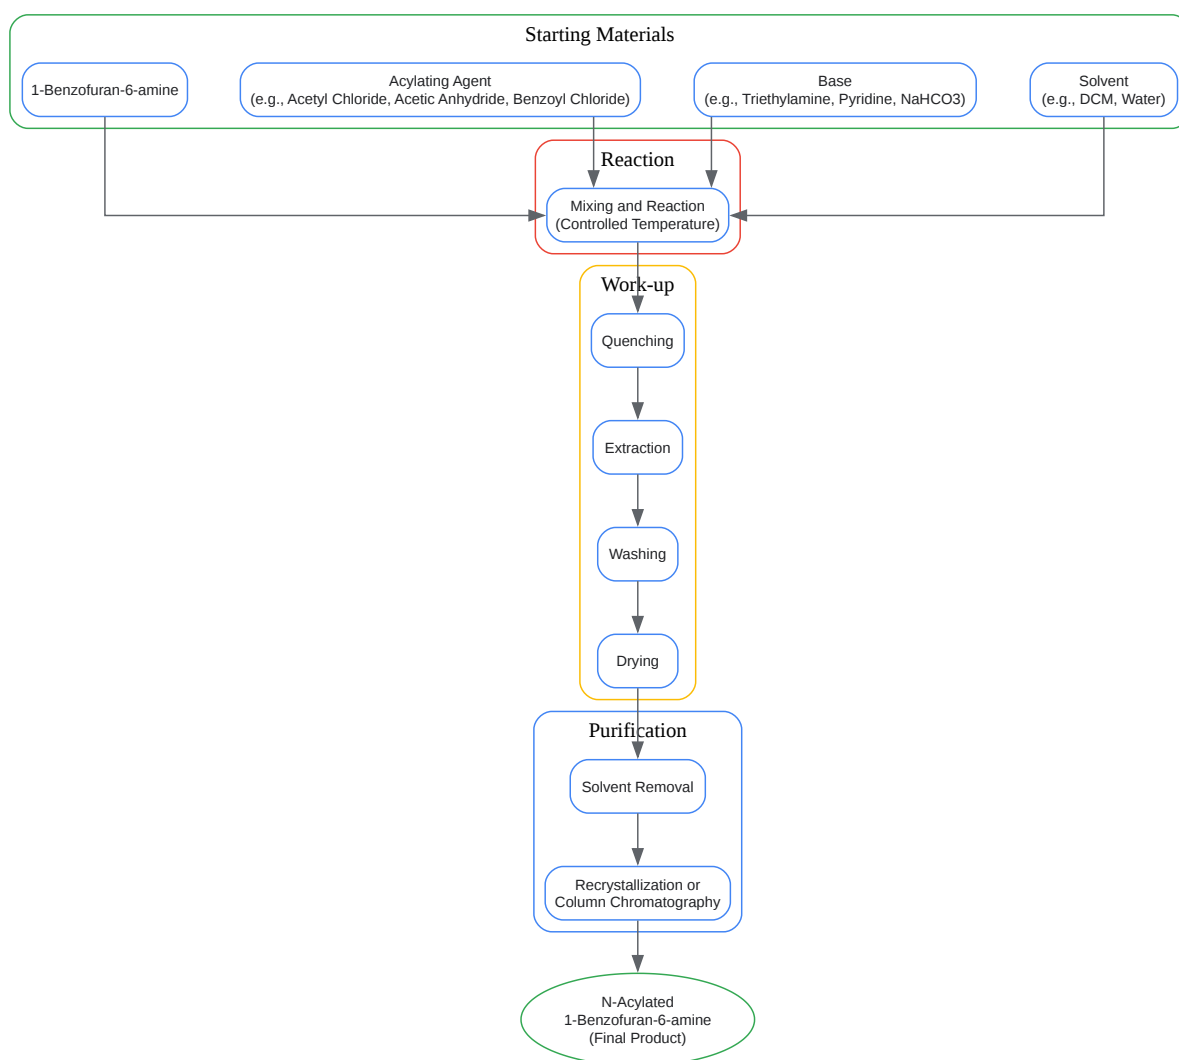 Starting Materials
1-Benzofuran-6-amine
Acylating Agent
(e.g., Acetyl Chloride, Acetic Anhydride, Benzoyl Chloride)
Base
(e.g., Triethylamine, Pyridine, NaHCO3)
Solvent
(e.g., DCM, Water)
Reaction
Mixing and Reaction
(Controlled Temperature)
Work-up
Quenching
Extraction
Washing
Drying
Purification
Solvent Removal
Recrystallization or
Column Chromatography
N-Acylated
1-Benzofuran-6-amine
(Final Product)